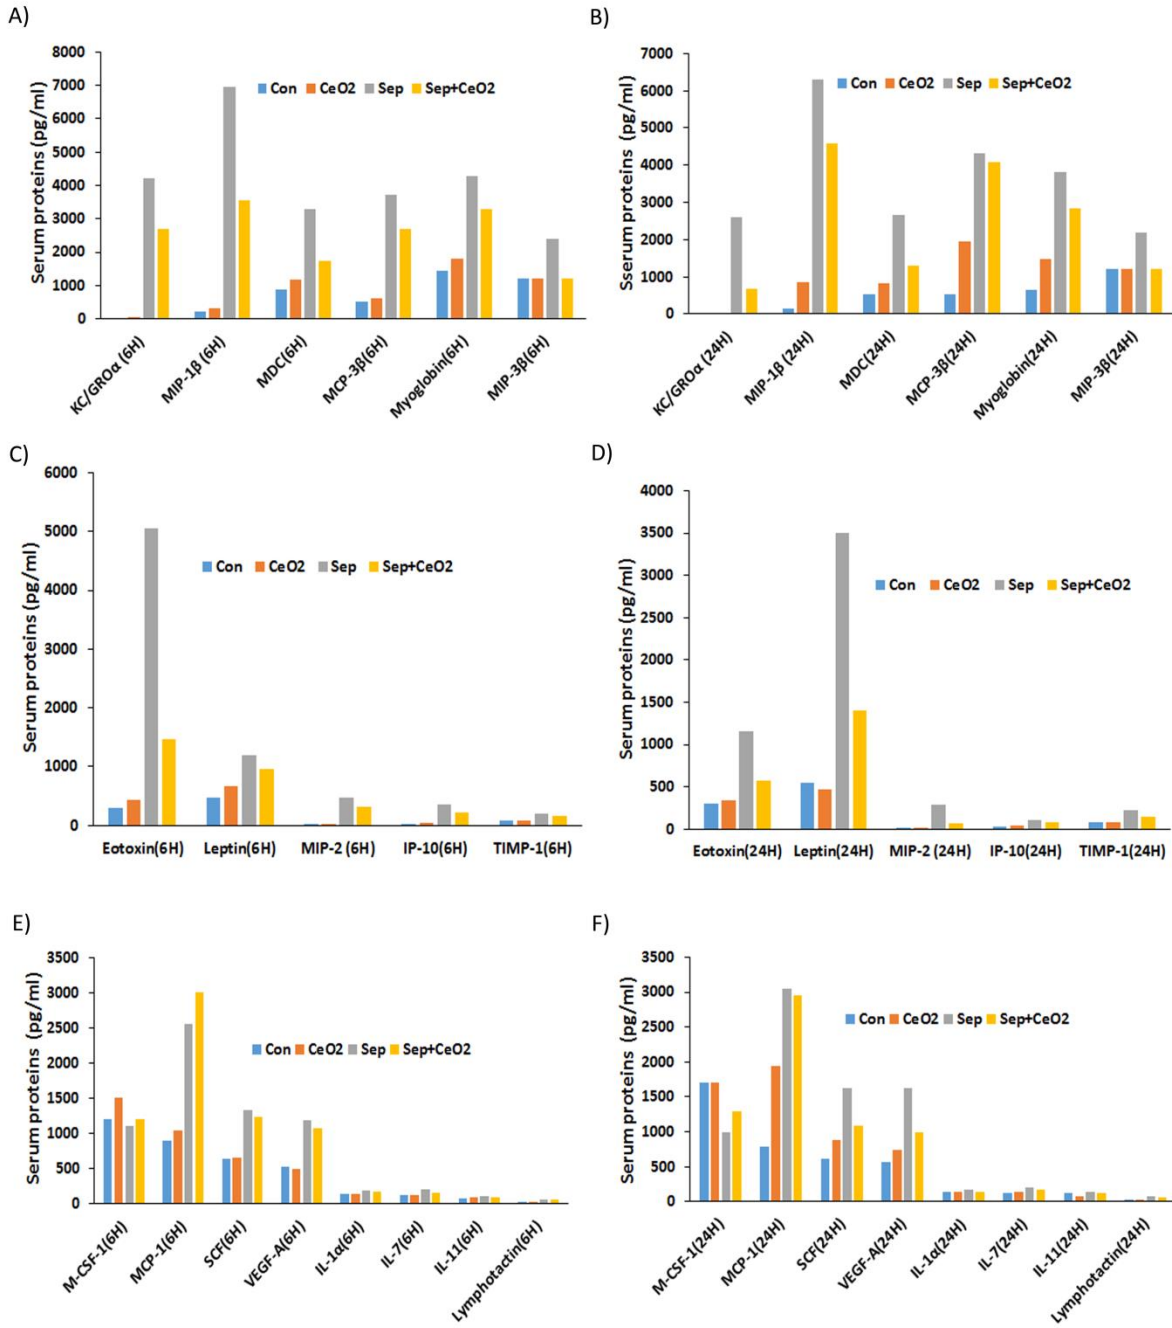 A)
Serum proteins (pg/ml)
8000
7000
6000
5000
4000
3000
2000
1000
0
Con CeO2 Sep Sep+CeO2
KC/GROα (6H)
MIP-1β (6H)
MDC(6H)
MCP-3β(6H)
Myoglobin(6H)
MIP-3β(6H)
B)
Sserum proteins (pg/ml)
7000
6000
5000
4000
3000
2000
1000
0
Con CeO2 Sep Sep+CeO2
KC/GROα (24H)
MIP-1β (24H)
MDC(24H)
MCP-3β(24H)
Myoglobin(24H)
MIP-3β(24H)
C)
Serum proteins (pg/ml)
6000
5000
4000
3000
2000
1000
0
Con CeO2 Sep Sep+CeO2
Eotoxin(6H) Leptin(6H) MIP-2 (6H) IP-10(6H) TIMP-1(6H)
D)
Serum proteins (pg/ml)
4000
3500
3000
2500
2000
1500
1000
500
0
Con CeO2 Sep Sep+CeO2
Eotoxin(24H) Leptin(24H) MIP-2 (24H) IP-10(24H) TIMP-1(24H)
E)
Serum proteins (pg/ml)
3500
3000
2500
2000
1500
1000
500
0
Con CeO2 Sep Sep+CeO2
M-CSF-1(6H)
MCP-1(6H)
SCF(6H)
VEGF-A(6H)
IL-1α(6H)
IL-7(6H)
IL-11(6H)
Lymphotactin(6H)
F)
Serum proteins (pg/ml)
3500
3000
2500
2000
1500
1000
500
0
Con CeO2 Sep Sep+CeO2
M-CSF-1(24H)
MCP-1(24H)
SCF(24H)
VEGF-A(24H)
IL-1α(24H)
IL-7(24H)
IL-11(24H)
Lymphotactin(24H)